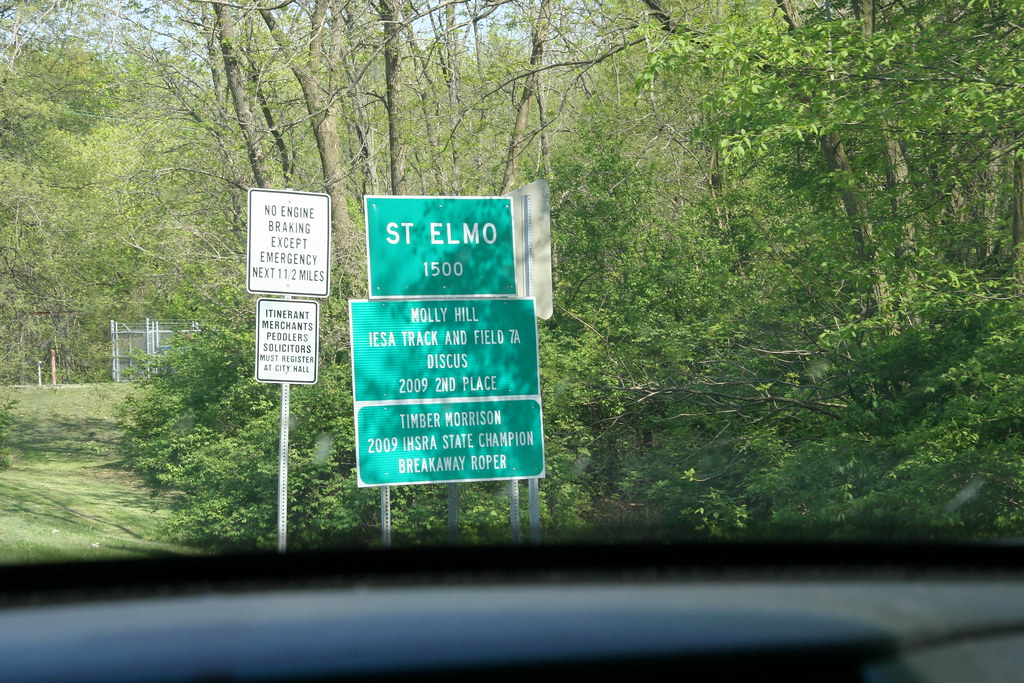 NO ENGINE
BRAKING
EXCEPT
EMERGENCY
NEXT 1 1/2 MILES
ITINERANT
MERCHANTS
PEDDLERS
SOLICITORS
MUST REGISTER
AT CITY HALL
ST ELMO
1500
MOLLY HILL
IESA TRACK AND FIELD 7A
DISCUS
2009 2ND PLACE
TIMBER MORRISON
2009 IHSRA STATE CHAMPION
BREAKAWAY ROPER